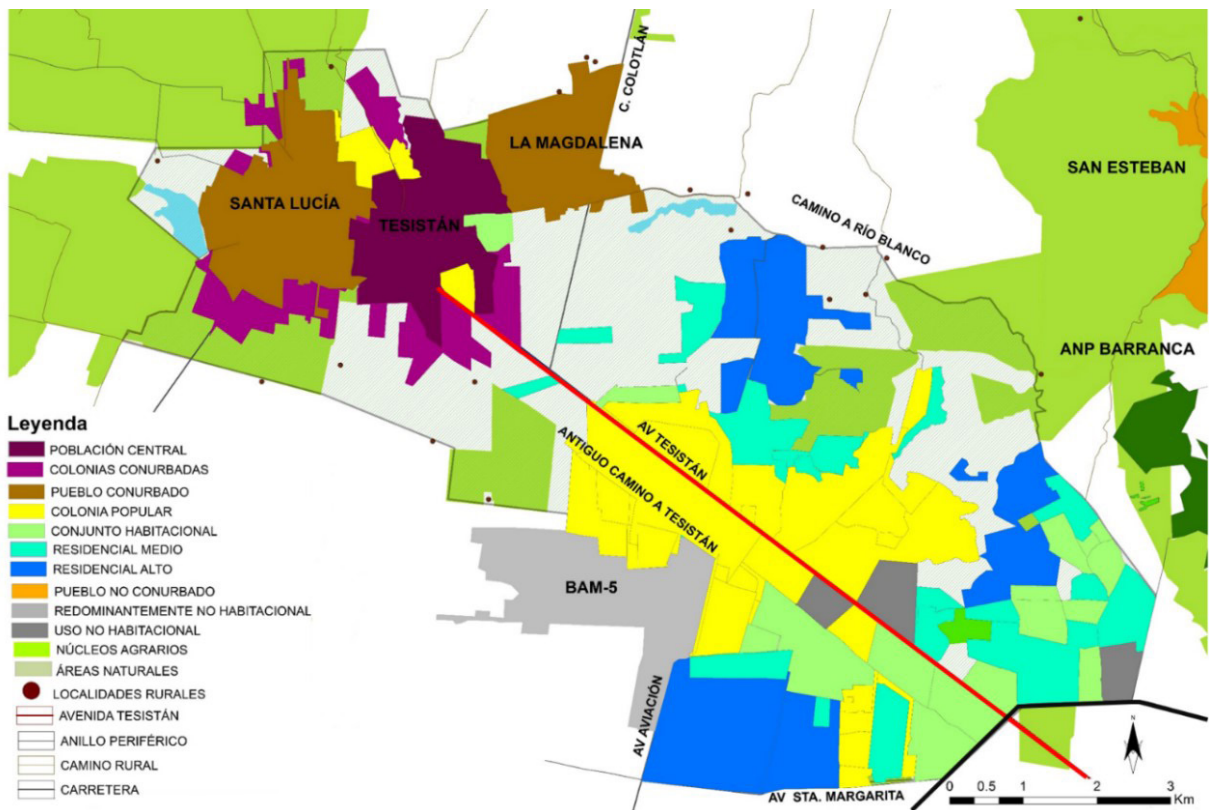 C. COLOTLÁN
LA MAGDALENA
SAN ESTEBAN
SANTA LUCÍA
TESISTÁN
CAMINO A RÍO BLANCO
ANP BARRANCA
AV TESISTÁN
ANTIGUO CAMINO A TESISTÁN
BAM-5
AV AVIACIÓN
AV STA. MARGARITA
Leyenda
POBLACIÓN CENTRAL
COLONIAS CONURBADAS
PUEBLO CONURBADO
COLONIA POPULAR
CONJUNTO HABITACIONAL
RESIDENCIAL MEDIO
RESIDENCIAL ALTO
PUEBLO NO CONURBADO
REDOMINANTEMENTE NO HABITACIONAL
USO NO HABITACIONAL
NÚCLEOS AGRARIOS
ÁREAS NATURALES
LOCALIDADES RURALES
AVENIDA TESISTÁN
ANILLO PERIFÉRICO
CAMINO RURAL
CARRETERA
N
0 0.5 1 2 3
Km